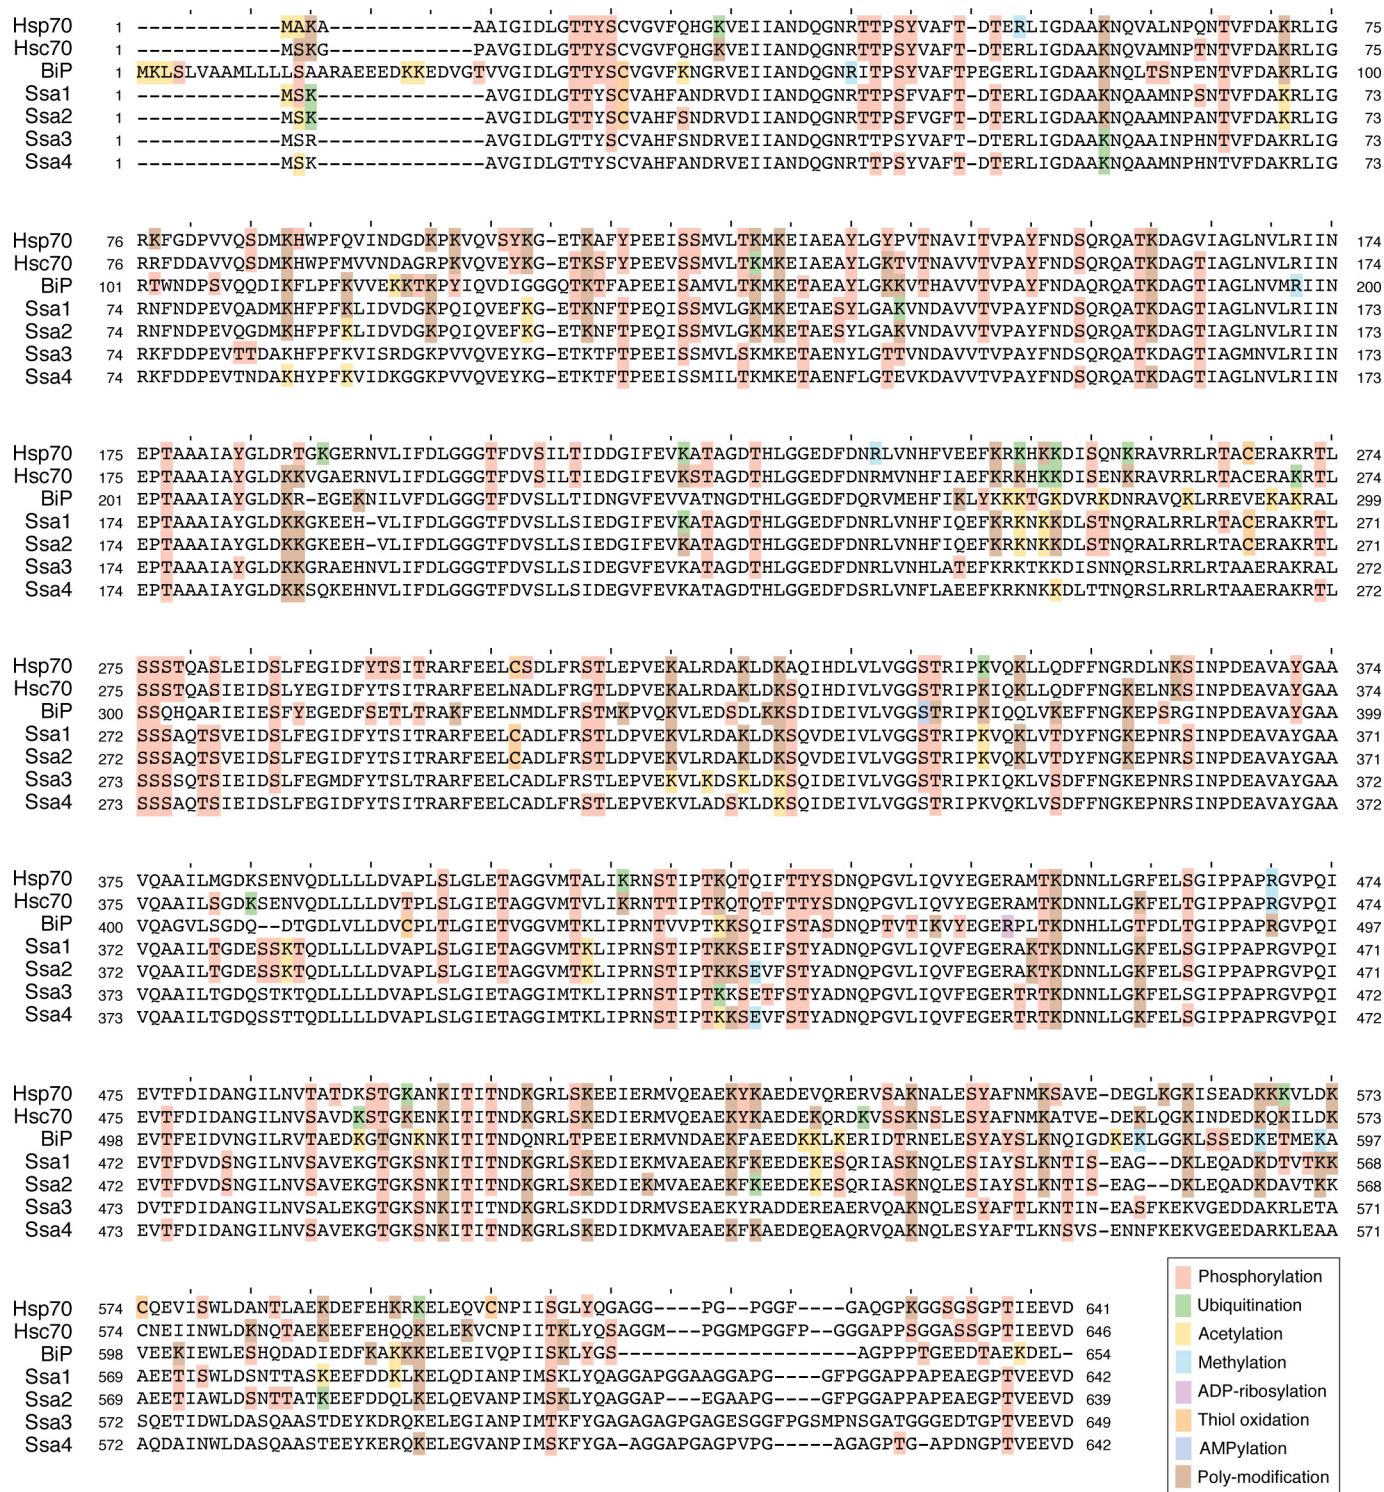 Hsp70 1 ------------MAKA------------AAIGIDLGTTYSCVGVFQHGKVEIIANDQGNRTTPSYVAFT-DTERLIGDAAKNQVALNPQNTVFDAKRLIG 75
Hsc70 1 ------------MSKG------------PAVGIDLGTTYSCVGVFQHGKVEIIANDQGNRTTPSYVAFT-DTERLIGDAAKNQVAMNPTNTVFDAKRLIG 75
BiP 1 MKLSLVAAMLLLLSAARAEEEDKKEDVGTVVGIDLGTTYSCVGVFKNGRVEIIANDQGNRITPSYVAFTPEGERLIGDAAKNQLTSNPENTVFDAKRLIG 100
Ssa1 1 ------------MSK--------------AVGIDLGTTYSCVAHFANDRVDIIANDQGNRTTPSFVAFT-DTERLIGDAAKNQAAMNPSNTVFDAKRLIG 73
Ssa2 1 ------------MSK--------------AVGIDLGTTYSCVAHFSNDRVDIIANDQGNRTTPSFVGFT-DTERLIGDAAKNQAAMNPANTVFDAKRLIG 73
Ssa3 1 ------------MSR--------------AVGIDLGTTYSCVAHFSNDRVEIIANDQGNRTTPSYVAFT-DTERLIGDAAKNQAAINPHNTVFDAKRLIG 73
Ssa4 1 ------------MSK--------------AVGIDLGTTYSCVAHFANDRVEIIANDQGNRTTPSYVAFT-DTERLIGDAAKNQAAMNPHNTVFDAKRLIG 73
Hsp70 76 RKFGDPVVQSDMKHWPFQVINDGDKPKVQVSYKG-ETKAFYPEEISSMVLTKMKEIAEAYLGYPVTNAVITVPAYFNDSQRQATKDAGVIAGLNVLRIIN 174
Hsc70 76 RRFDDAVVQSDMKHWPFMVVNDAGRPKVQVEYKG-ETKSFYPEEVSSMVLTKMKEIAEAYLGKTVTNAVVTVPAYFNDSQRQATKDAGTIAGLNVLRIIN 174
BiP 101 RTWNDPSVQQDIKFLPFKVVEKKTKPYIQVDIGGGQTKTFAPEEISAMVLTKMKETAEAYLGKKVTHAVVTVPAYFNDAQRQATKDAGTIAGLNVMRIIN 200
Ssa1 74 RNFNDPEVQADMKHFPFKLIDVDGKPQIQVEFKG-ETKNFTPEQISSMVLGKMKETAESYLGAKVNDAVVTVPAYFNDSQRQATKDAGTIAGLNVLRIIN 173
Ssa2 74 RNFNDPEVQGDMKHFPFKLIDVDGKPQIQVEFKG-ETKNFTPEQISSMVLGKMKETAESYLGAKVNDAVVTVPAYFNDSQRQATKDAGTIAGLNVLRIIN 173
Ssa3 74 RKFDDPEVTTDAKHFPFKVISRDGKPVVQVEYKG-ETKTFTPEEISSMVLSKMKETAENYLGTTVNDAVVTVPAYFNDSQRQATKDAGTIAGMNVLRIIN 173
Ssa4 74 RKFDDPEVTNDAKHYPFKVIDKGGKPVVQVEYKG-ETKTFTPEEISSMILTKMKETAENFLGTEVKDAVVTVPAYFNDSQRQATKDAGTIAGLNVLRIIN 173
Hsp70 175 EPTAAAIAYGLDRTGKGERNVLIFDLGGGTFDVSILTIDDGIFEVKATAGDTHLGGEDFDNRLVNHFVEEFKRKHKKDISQNKRAVRRLRTACERAKRTL 274
Hsc70 175 EPTAAAIAYGLDKKVGAERNVLIFDLGGGTFDVSILTIDNGIFEVKSTAGDTHLGGEDFDNRMVNHFIAEFKRKHKKDISENKRAVRRLRTACERAKRTL 274
BiP 201 EPTAAAIAYGLDKR-EGEKNILVFDLGGGTFDVSLLTIDNGVFEVVATNGDTHLGGEDFDQRVMEHFIKLYKKKTGKDVRKDNRAVQKLRREVEKAKRAL 299
Ssa1 174 EPTAAAIAYGLDKKGKEEH-VLIFDLGGGTFDVSLLSIEDGIFEVKATAGDTHLGGEDFDNRLVNHFIQEFKRKNKKDLSTNQRALRRLRTACERAKRTL 271
Ssa2 174 EPTAAAIAYGLDKKGKEEH-VLIFDLGGGTFDVSLLSIEDGIFEVKATAGDTHLGGEDFDNRLVNHFIQEFKRKNKKDLSTNQRALRRLRTACERAKRTL 271
Ssa3 174 EPTAAAIAYGLDKKGRAEHNVLIFDLGGGTFDVSLLSIDEGVFEVKATAGDTHLGGEDFDNRLVNHLATEFKRKTKKDISNNQRSLRRLRTAAERAKRAL 272
Ssa4 174 EPTAAAIAYGLDKKSQKEHNVLIFDLGGGTFDVSLLSIDEGVFEVKATAGDTHLGGEDFDSRLVNFLAEEFKRKNKKDLTTNQRSLRRLRTAAERAKRTL 272
Hsp70 275 SSSTQASLEIDSLFEGIDFYTSITRARFEELCSDLFRSTLEPVEKALRDAKLDKAQIHDLVLVGGSTRIPKVQKLLQDFFNGRDLNKSINPDEAVAYGAA 374
Hsc70 275 SSSTQASIEIDSLYEGIDFYTSITRARFEELNADLFRGTLDPVEKALRDAKLDKSQIHDIVLVGGSTRIPKIQKLLQDFFNGKELNKSINPDEAVAYGAA 374
BiP 300 SSQHQARIEIESFYEGEDFSETLTRAKFEELNMDLFRSTMKPVQKVLEDSDLKKSDIDEIVLVGGSTRIPKIQQLVKEFFNGKEPSRGINPDEAVAYGAA 399
Ssa1 272 SSSAQTSVEIDSLFEGIDFYTSITRARFEELCADLFRSTLDPVEKVLRDAKLDKSQVDEIVLVGGSTRIPKVQKLVTDYFNGKEPNRSINPDEAVAYGAA 371
Ssa2 272 SSSAQTSVEIDSLFEGIDFYTSITRARFEELCADLFRSTLDPVEKVLRDAKLDKSQVDEIVLVGGSTRIPKVQKLVTDYFNGKEPNRSINPDEAVAYGAA 371
Ssa3 273 SSSSQTSIEIDSLFEGMDFYTSLTRARFEELCADLFRSTLEPVEKVLKDSKLDKSQIDEIVLVGGSTRIPKIQKLVSDFFNGKEPNRSINPDEAVAYGAA 372
Ssa4 273 SSSAQTSIEIDSLFEGIDFYTSITRARFEELCADLFRSTLEPVEKVLADSKLDKSQIDEIVLVGGSTRIPKVQKLVSDFFNGKEPNRSINPDEAVAYGAA 372
Hsp70 375 VQAAILMGDKSENVQDLLLLDVAPLSLGLETAGGVMTALIKRNSTIPTKQTQIFTTYSDNQPGVLIQVYEGERAMTKDNNLLGRFELSGIPPAPRGVPQI 474
Hsc70 375 VQAAILSGDKSENVQDLLLLDVTPLSLGIETAGGVMTVLIKRNTTIPTKQTQTFTTYSDNQPGVLIQVYEGERAMTKDNNLLGKFELTGIPPAPRGVPQI 474
BiP 400 VQAGVLSGDQ--DTGDLVLLDVCPLTLGIETVGGVMTKLIPRNTVVPTKKSQIFSTASDNQPTVTIKVYEGERPLTKDNHLLGTFDLTGIPPAPRGVPQI 497
Ssa1 372 VQAAILTGDESSKTQDLLLLDVAPLSLGIETAGGVMTKLIPRNSTIPTKKSEIFSTYADNQPGVLIQVFEGERAKTKDNNLLGKFELSGIPPAPRGVPQI 471
Ssa2 372 VQAAILTGDESSKTQDLLLLDVAPLSLGIETAGGVMTKLIPRNSTIPTKKSEVFSTYADNQPGVLIQVFEGERAKTKDNNLLGKFELSGIPPAPRGVPQI 471
Ssa3 373 VQAAILTGDQSTKTQDLLLLDVAPLSLGIETAGGIMTKLIPRNSTIPTKKSETFSTYADNQPGVLIQVFEGERTRTKDNNLLGKFELSGIPPAPRGVPQI 472
Ssa4 373 VQAAILTGDQSSTTQDLLLLDVAPLSLGIETAGGIMTKLIPRNSTIPTKKSEVFSTYADNQPGVLIQVFEGERTRTKDNNLLGKFELSGIPPAPRGVPQI 472
Hsp70 475 EVTFDIDANGILNVTATDKSTGKANKITITNDKGRLSKEEIERMVQEAEKYKAEDEVQRERVSAKNALESYAFNMKSAVE-DEGLKGKISEADKKKVLDK 573
Hsc70 475 EVTFDIDANGILNVSAVDKSTGKENKITITNDKGRLSKEDIERMVQEAEKYKAEDEKQRDKVSSKNSLESYAFNMKATVE-DEKLQGKINDEDKQKILDK 573
BiP 498 EVTFEIDVNGILRVTAEDKGTGNKNKITITNDQNRLTPEEIERMVNDAEKFAEEDKKLKERIDTRNELESYAYSLKNQIGDKEKLGGKLSSEDKETMEKA 597
Ssa1 472 EVTFDVDSNGILNVSAVEKGTGKSNKITITNDKGRLSKEDIEKMVAEAEKFKEEDEKESQRIASKNQLESIAYSLKNTIS-EAG--DKLEQADKDTVTKK 568
Ssa2 472 EVTFDVDSNGILNVSAVEKGTGKSNKITITNDKGRLSKEDIEKMVAEAEKFKEEDEKESQRIASKNQLESIAYSLKNTIS-EAG--DKLEQADKDAVTKK 568
Ssa3 473 DVTFDIDANGILNVSALEKGTGKSNKITITNDKGRLSKDDIDRMVSEAEKYRADDEREAERVQAKNQLESYAFTLKNTIN-EASFKEKVGEDDAKRLETA 571
Ssa4 473 EVTFDIDANGILNVSAVEKGTGKSNKITITNDKGRLSKEDIDKMVAEAEKFKAEDEQEAQRVQAKNQLESYAFTLKNSVS-ENNFKEKVGEEDARKLEAA 571
Hsp70 574 CQEVISWLDANTLAEKDEFEHKRKELEQVCNPIISGLYQGAGG----PG--PGGF----GAQGPKGGSGSGPTIEEVD 641
Hsc70 574 CNEIINWLDKNQTAEKEEFEHQQKELEKVCNPIITKLYQSAGGM---PGGMPGGFP--GGGAPPSGGASSGPTIEEVD 646
BiP 598 VEEKIEWLESHQDADIEDFKAKKKELEEIVQPIISKLYGS--------------------AGPPPTGEEDTAEKDEL- 654
Ssa1 569 AEETISWLDSNTTASKEEFDDKLKELQDIANPIMSKLYQAGGAPGGAAGGAPG----GFPGGAPPAPEAEGPTVEEVD 642
Ssa2 569 AEETIAWLDSNTTATKEEFDDQLKELQEVANPIMSKLYQAGGAP---EGAAPG----GFPGGAPPAPEAEGPTVEEVD 639
Ssa3 572 SQETIDWLDASQAASTDEYKDRQKELEGIANPIMTKFYGAGAGAGPGAGESGGFPGSMPNSGATGGGEDTGPTVEEVD 649
Ssa4 572 AQDAINWLDASQAASTEEYKERQKELEGVANPIMSKFYGA-AGGAPGAGPVPG-----AGAGPTG-APDNGPTVEEVD 642
Phosphorylation
Ubiquitination
Acetylation
Methylation
ADP-ribosylation
Thiol oxidation
AMPylation
Poly-modification